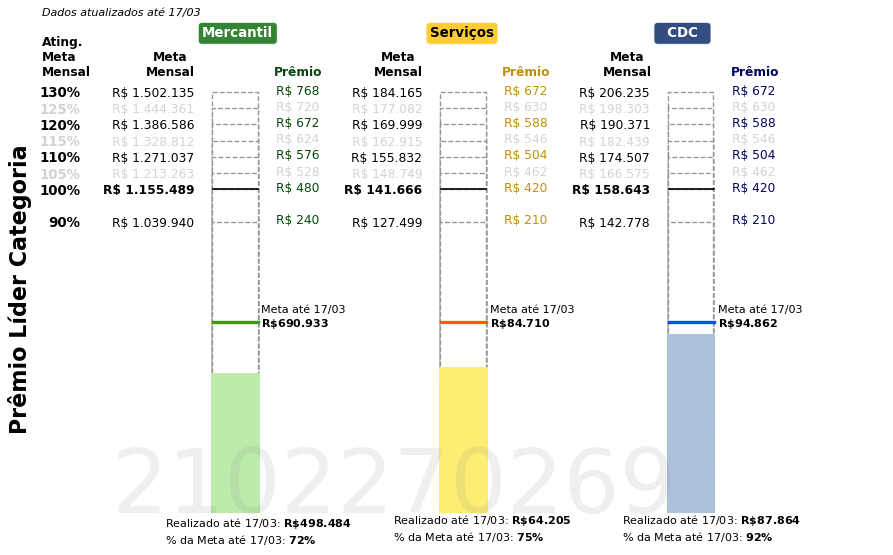 Dados atualizados até 17/03
Mercantil Serviços CDC
Ating. Meta Mensal Meta Mensal Prêmio Meta Mensal Prêmio Meta Mensal Prêmio
130% R$ 1.502.135 R$ 768 R$ 184.165 R$ 672 R$ 206.235 R$ 672
125% R$ 1.444.361 R$ 720 R$ 177.082 R$ 630 R$ 198.303 R$ 630
120% R$ 1.386.586 R$ 672 R$ 169.999 R$ 588 R$ 190.371 R$ 588
115% R$ 1.328.812 R$ 624 R$ 162.915 R$ 546 R$ 182.439 R$ 546
110% R$ 1.271.037 R$ 576 R$ 155.832 R$ 504 R$ 174.507 R$ 504
105% R$ 1.213.263 R$ 528 R$ 148.749 R$ 462 R$ 166.575 R$ 462
100% R$ 1.155.489 R$ 480 R$ 141.666 R$ 420 R$ 158.643 R$ 420
90% R$ 1.039.940 R$ 240 R$ 127.499 R$ 210 R$ 142.778 R$ 210
Prêmio Líder Categoria
Meta até 17/03 Meta até 17/03 Meta até 17/03
R$690.933 R$84.710 R$94.862
2102270269
Realizado até 17/03: R$498.484 Realizado até 17/03: R$64.205 Realizado até 17/03: R$87.864
% da Meta até 17/03: 72% % da Meta até 17/03: 75% % da Meta até 17/03: 92%